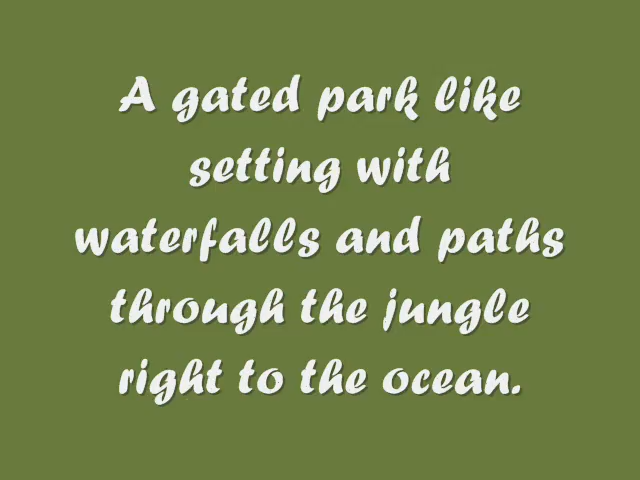 A gated park like
setting with
waterfalls and paths
through the jungle
right to the ocean.